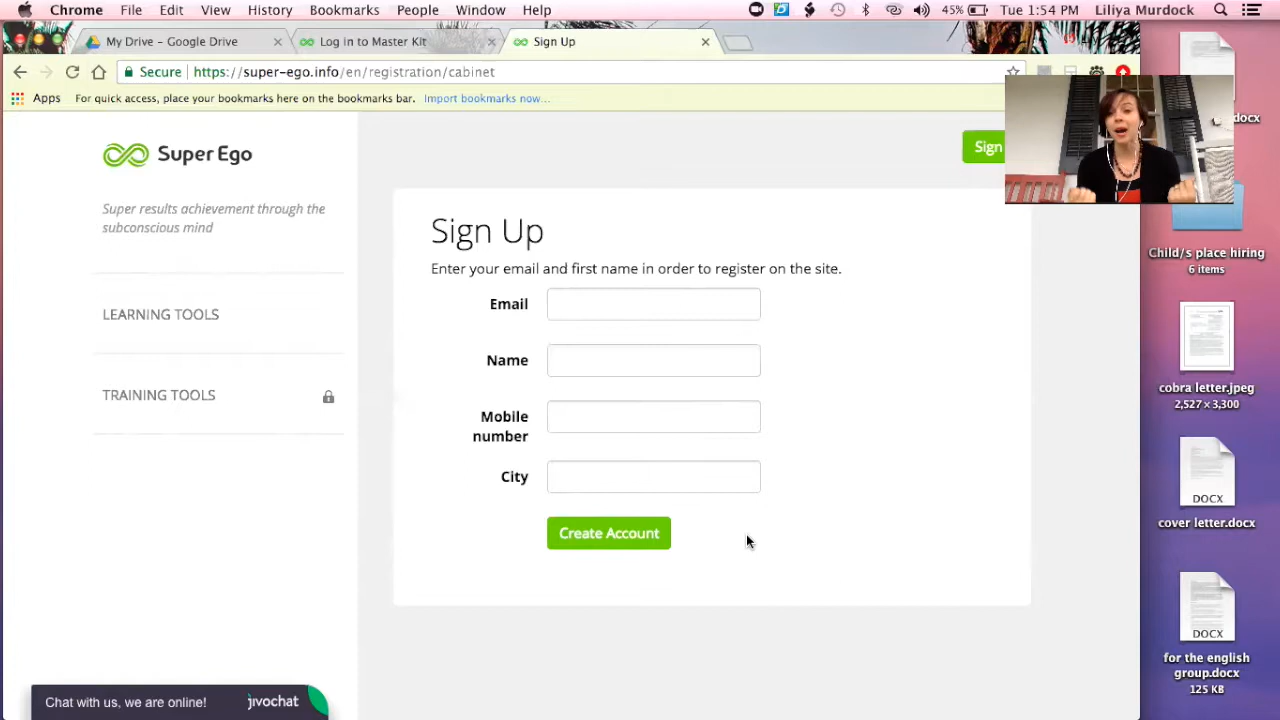 Chrome File Edit View History Bookmarks People Window Help 45% Tue 1:54 PM Liliya Murdock
My Drive - Google Drive Log in to Master Kit Sign Up
Secure https://super-ego.info/en/registration/cabinet
Apps For quick access, place your bookmarks here on the bookmarks bar. Import bookmarks now...
docx
Super Ego
Sign
Super results achievement through the
subconscious mind
Sign Up
Enter your email and first name in order to register on the site.
Email
Name
Mobile
number
City
Create Account
LEARNING TOOLS
TRAINING TOOLS
Child/s place hiring
6 items
cobra letter.jpeg
2,527 × 3,300
DOCX
cover letter.docx
DOCX
for the english
group.docx
125 KB
Chat with us, we are online! jivochat